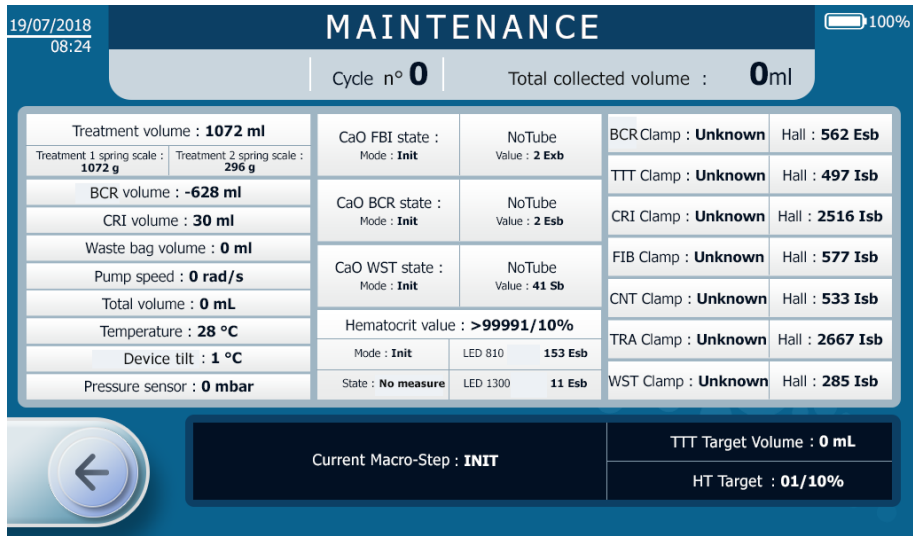 19/07/2018
08:24
MAINTENANCE
100%
Cycle n° 0
Total collected volume : 0ml
Treatment volume : 1072 ml
Treatment 1 spring scale : 1072 g
Treatment 2 spring scale : 296 g
BCR volume : -628 ml
CRI volume : 30 ml
Waste bag volume : 0 ml
Pump speed : 0 rad/s
Total volume : 0 mL
Temperature : 28 °C
Device tilt : 1 °C
Pressure sensor : 0 mbar
CaO FBI state :
Mode : Init
NoTube
Value : 2 Exb
CaO BCR state :
Mode : Init
NoTube
Value : 2 Esb
CaO WST state :
Mode : Init
NoTube
Value : 41 Sb
Hematocrit value : >99991/10%
Mode : Init
LED 810 153 Esb
State : No measure
LED 1300 11 Esb
BCR Clamp : Unknown Hall : 562 Esb
TTT Clamp : Unknown Hall : 497 Isb
CRI Clamp : Unknown Hall : 2516 Isb
FIB Clamp : Unknown Hall : 577 Isb
CNT Clamp : Unknown Hall : 533 Isb
TRA Clamp : Unknown Hall : 2667 Isb
WST Clamp : Unknown Hall : 285 Isb
Current Macro-Step : INIT
TTT Target Volume : 0 mL
HT Target : 01/10%